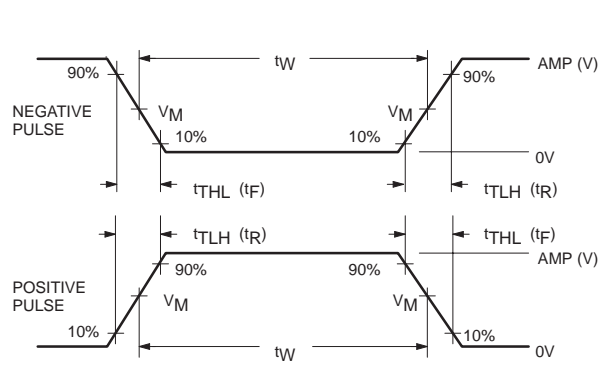 tW
AMP (V)
90%
90%
NEGATIVE
PULSE
VM
VM
10%
10%
0V
tTHL (tF)
tTLH (tR)
tTLH (tR)
tTHL (tF)
AMP (V)
90%
90%
POSITIVE
PULSE
VM
VM
10%
10%
tW
0V